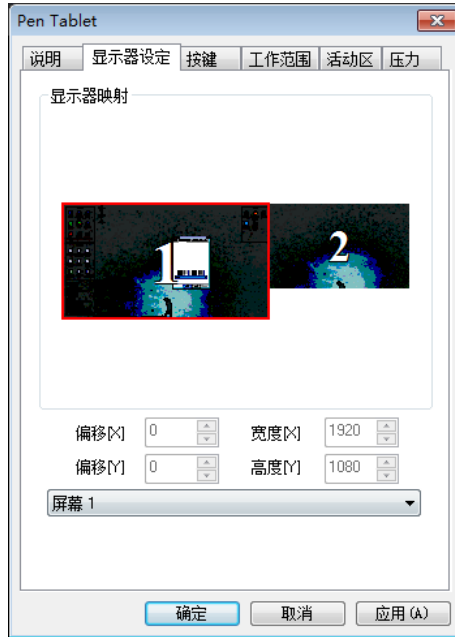 Pen Tablet
说明 显示器设定 按键 工作范围 活动区 压力
显示器映射
1 2
偏移[X] 0 宽度[X] 1920
偏移[Y] 0 高度[Y] 1080
屏幕 1
确定 取消 应用(A)